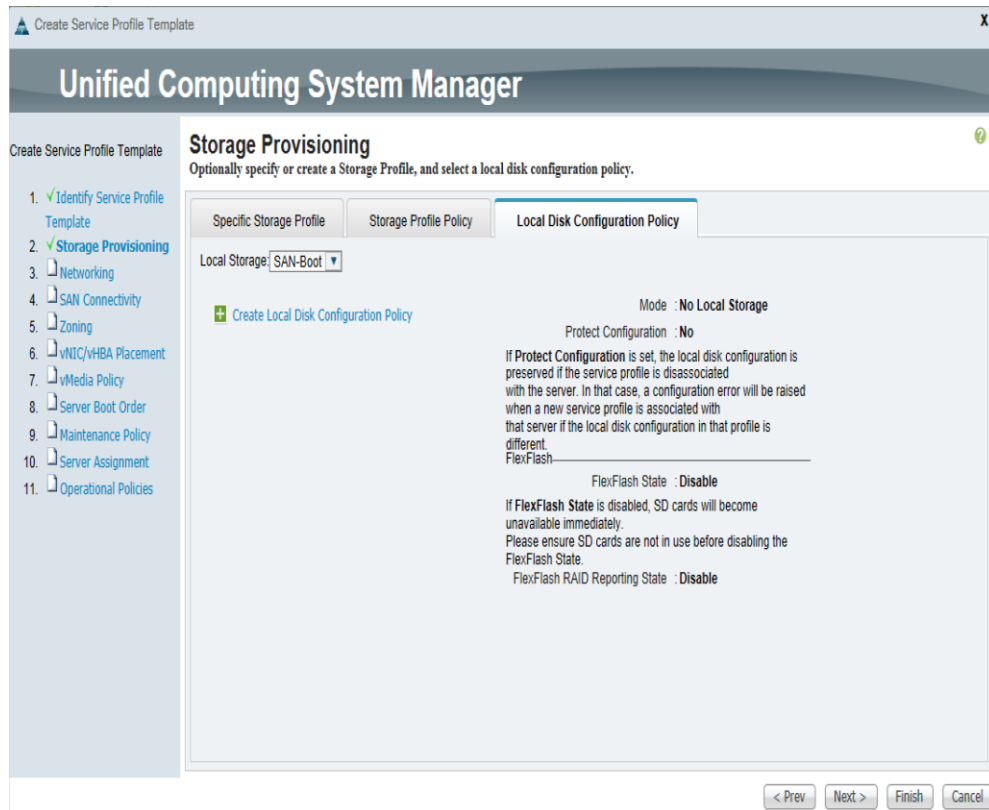 Create Service Profile Template
X
Unified Computing System Manager
Create Service Profile Template
1. Identify Service Profile
Template
2. Storage Provisioning
3. Networking
4. SAN Connectivity
5. Zoning
6. vNIC/vHBA Placement
7. vMedia Policy
8. Server Boot Order
9. Maintenance Policy
10. Server Assignment
11. Operational Policies
Storage Provisioning
?
Optionally specify or create a Storage Profile, and select a local disk configuration policy.
Specific Storage Profile
Storage Profile Policy
Local Disk Configuration Policy
Local Storage: SAN-Boot
Create Local Disk Configuration Policy
Mode : No Local Storage
Protect Configuration : No
If Protect Configuration is set, the local disk configuration is
preserved if the service profile is disassociated
with the server. In that case, a configuration error will be raised
when a new service profile is associated with
that server if the local disk configuration in that profile is
different.
FlexFlash
FlexFlash State : Disable
If FlexFlash State is disabled, SD cards will become
unavailable immediately.
Please ensure SD cards are not in use before disabling the
FlexFlash State.
FlexFlash RAID Reporting State : Disable
< Prev
Next >
Finish
Cancel